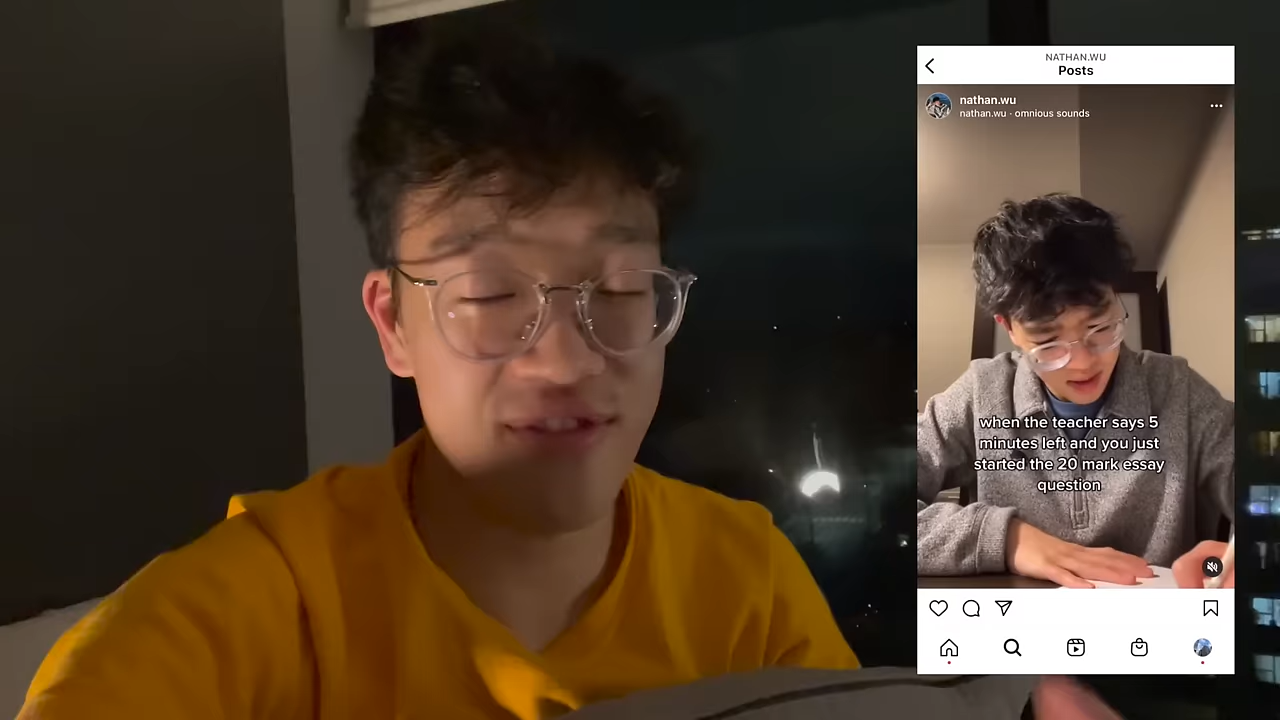 NATHAN.WU
Posts
nathan.wu
nathan.wu · omnious sounds
when the teacher says 5
minutes left and you just
started the 20 mark essay
question